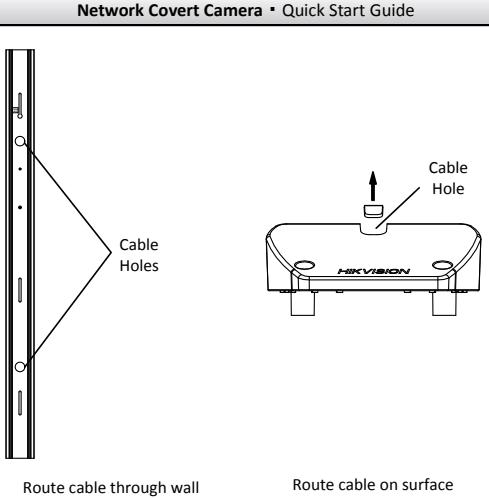 Network Covert Camera · Quick Start Guide
Cable
Holes
Cable
Hole
HIKVISION
Route cable through wall
Route cable on surface